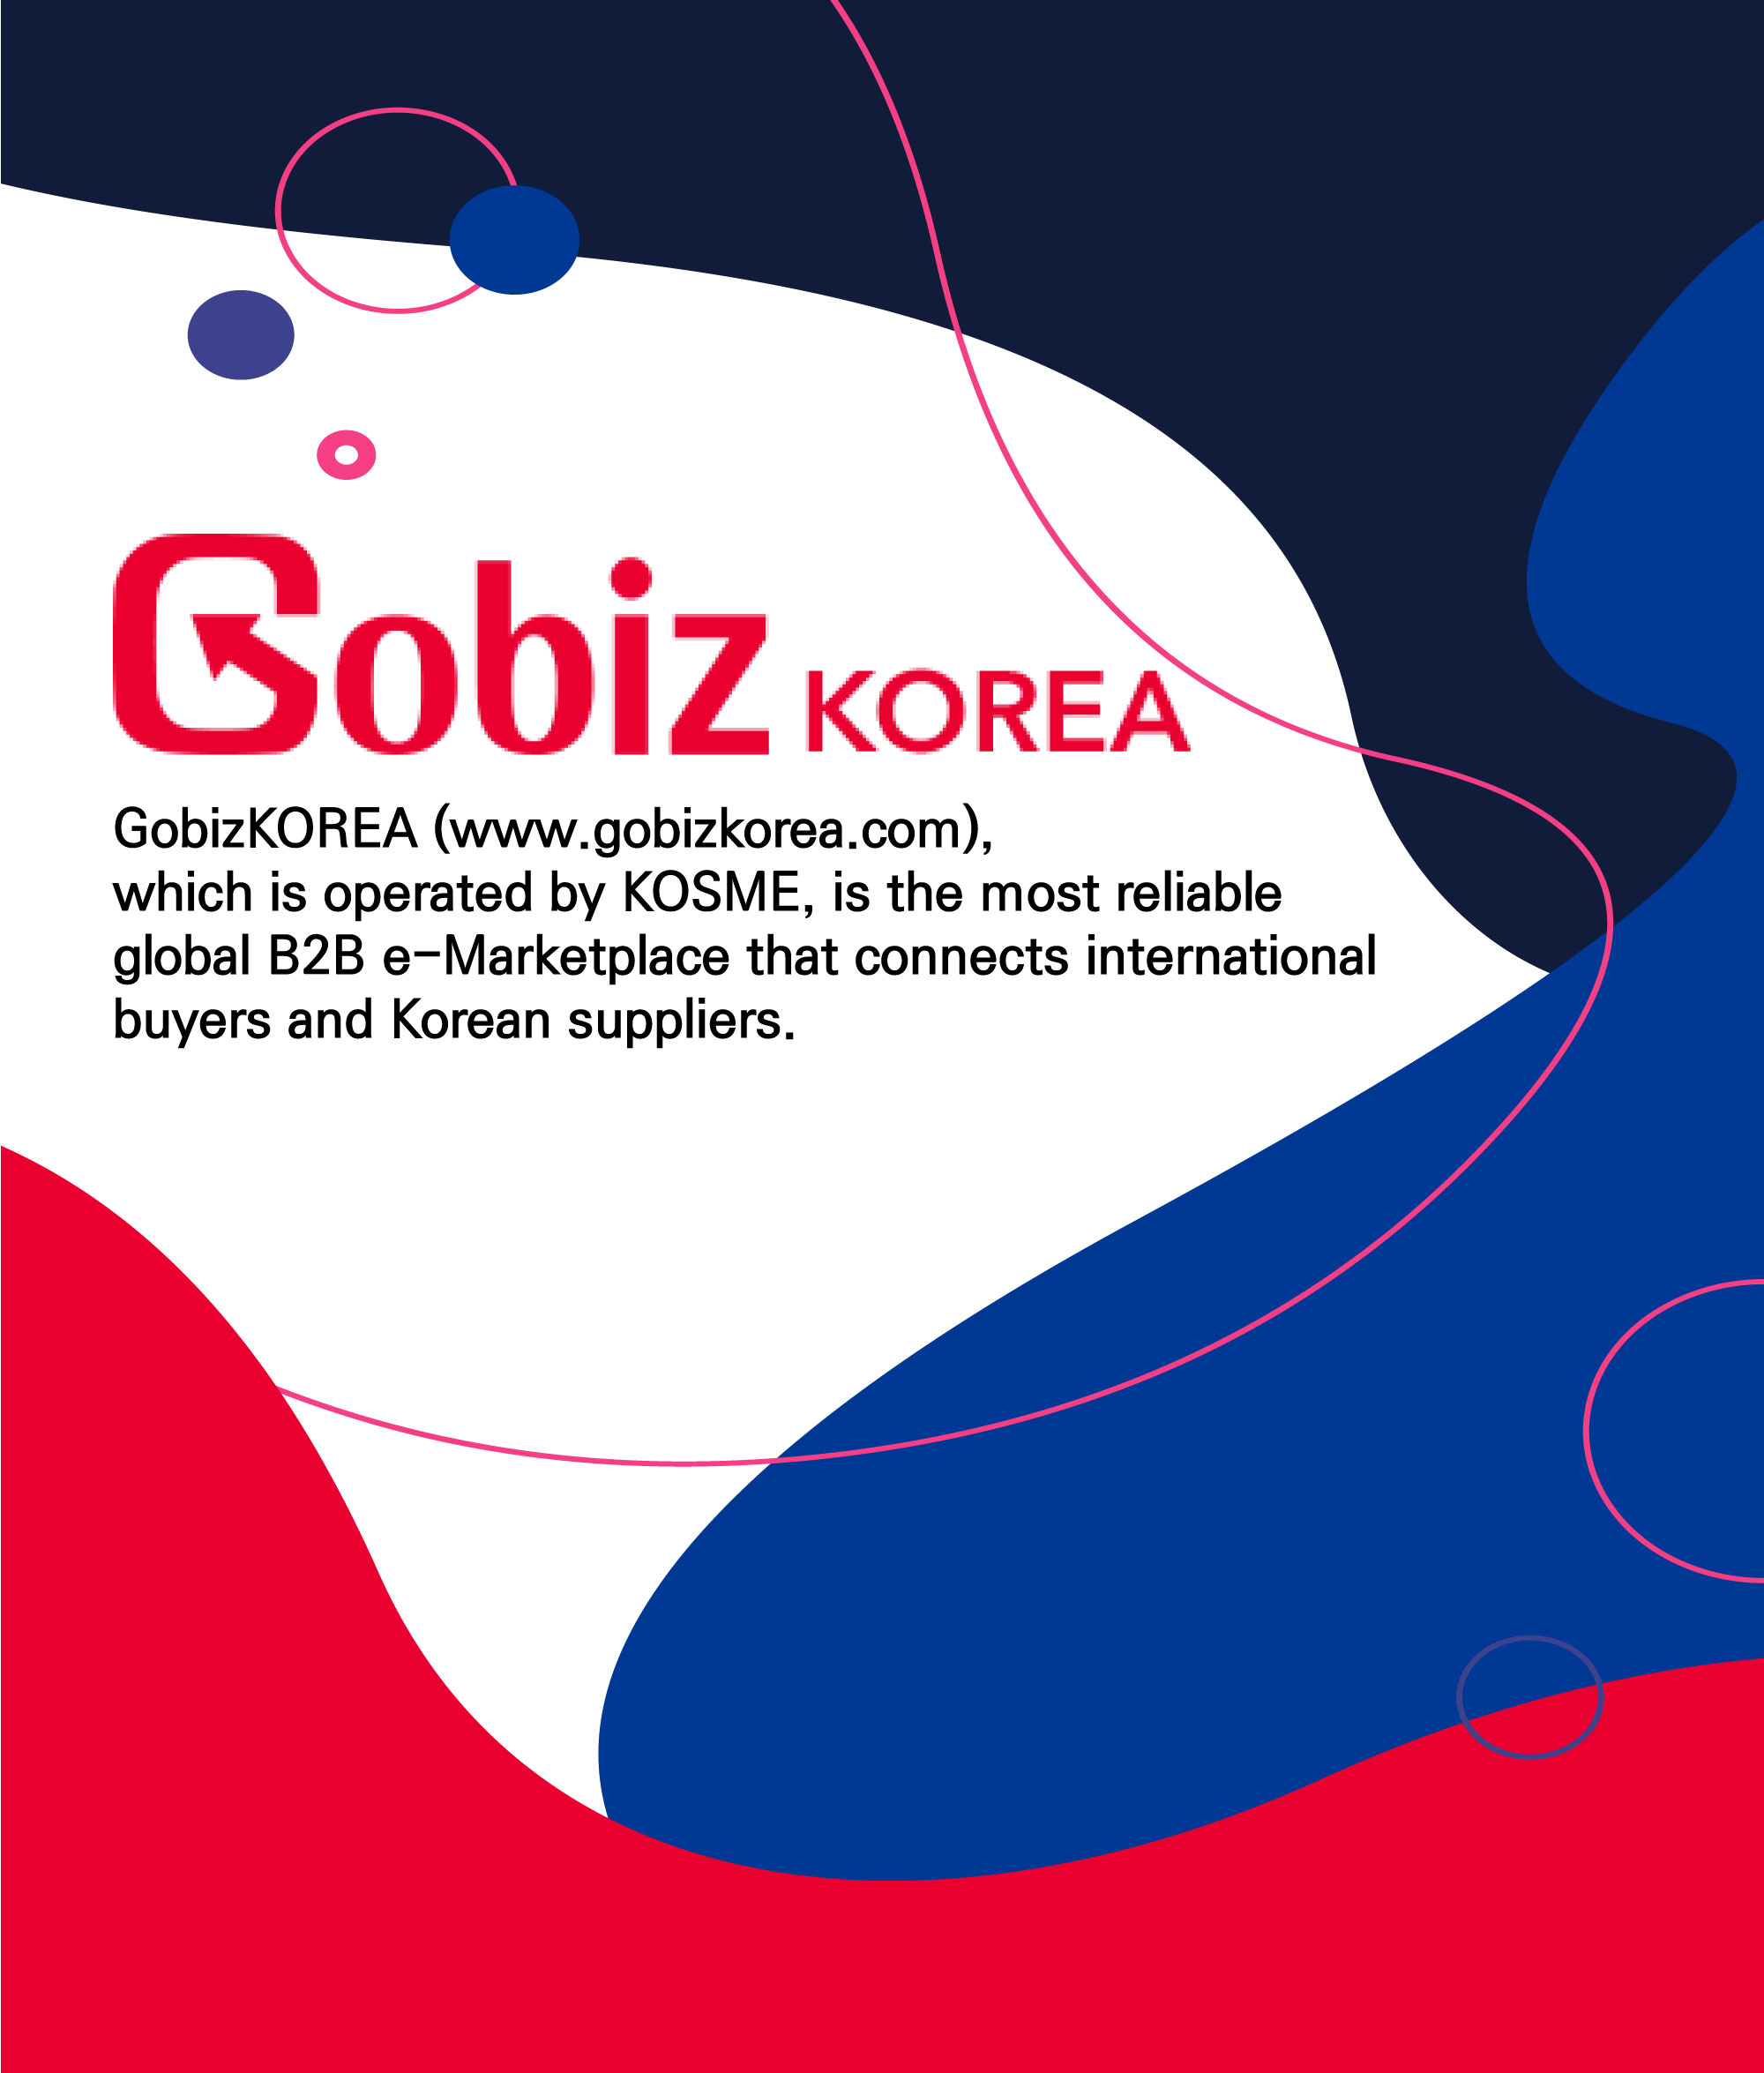 Gobiz KOREA
GobizKOREA (www.gobizkorea.com),
which is operated by KOSME, is the most reliable
global B2B e-Marketplace that connects international
buyers and Korean suppliers.